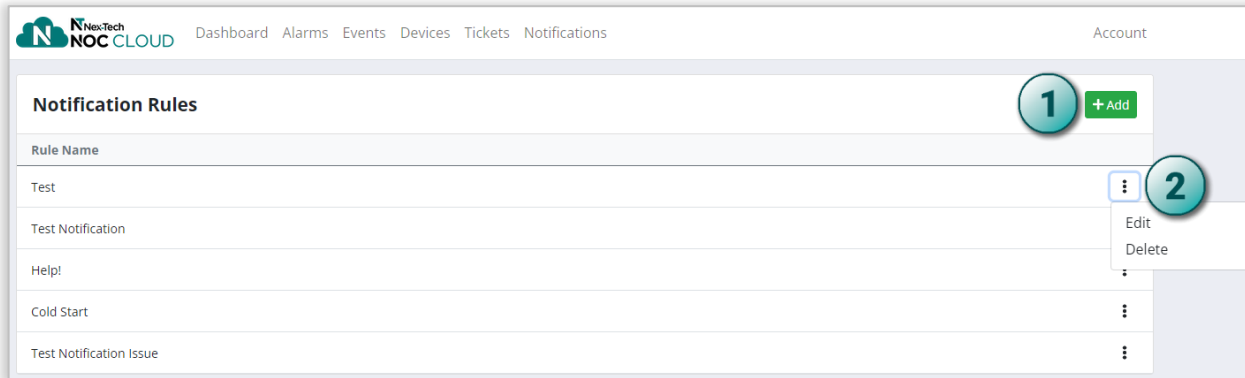 Nex-Tech
NOC CLOUD
Dashboard Alarms Events Devices Tickets Notifications Account
Notification Rules
1
+ Add
Rule Name
Test
2
Edit
Test Notification
Delete
Help!
Cold Start
Test Notification Issue